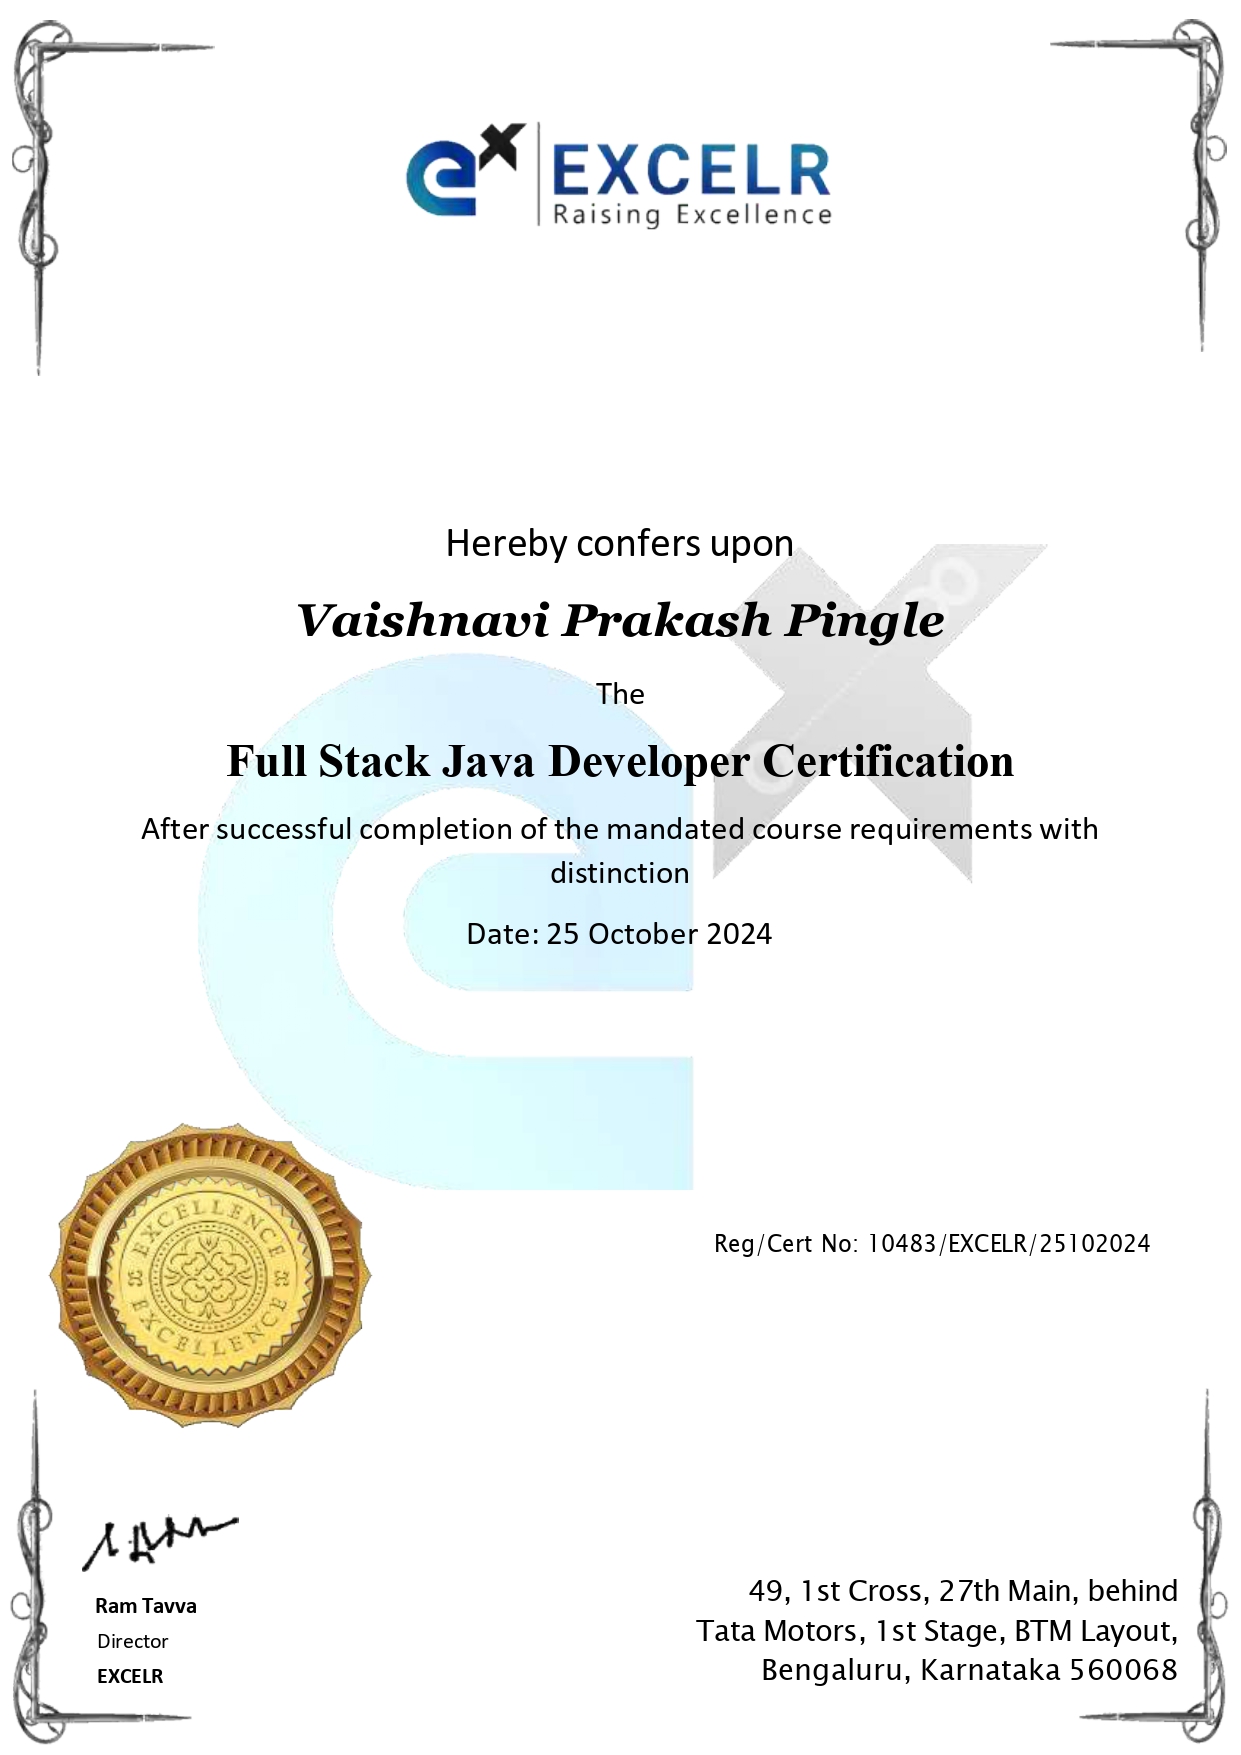 eX
EXCELR
Raising Excellence
Hereby confers upon
Vaishnavi Prakash Pingle
The
Full Stack Java Developer Certification
After successful completion of the mandated course requirements with
distinction
Date: 25 October 2024
EXCELLENCE
EXCELLENCE
Reg/Cert No: 10483/EXCELR/25102024
Ram Tavva
Director
EXCELR
49, 1st Cross, 27th Main, behind
Tata Motors, 1st Stage, BTM Layout,
Bengaluru, Karnataka 560068